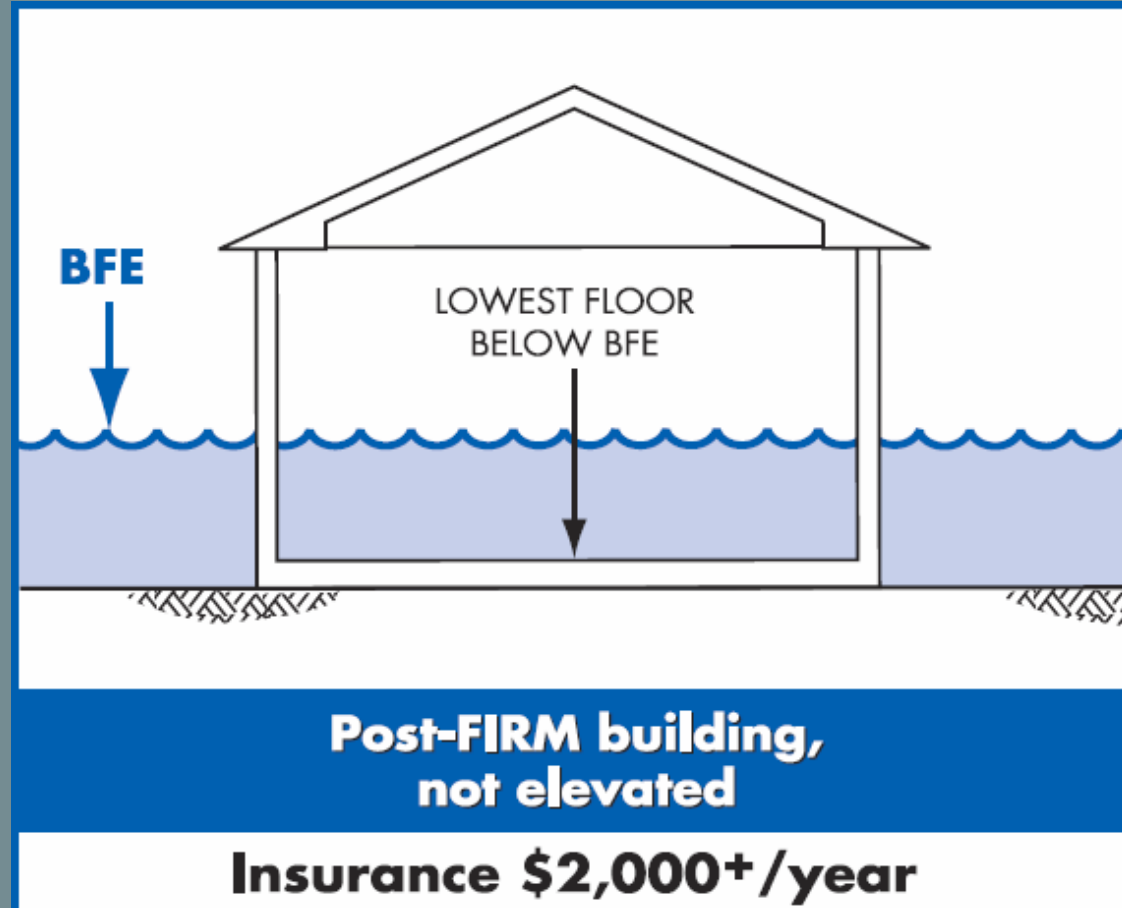 BFE
LOWEST FLOOR
BELOW BFE
Post-FIRM building,
not elevated
Insurance $2,000+/year